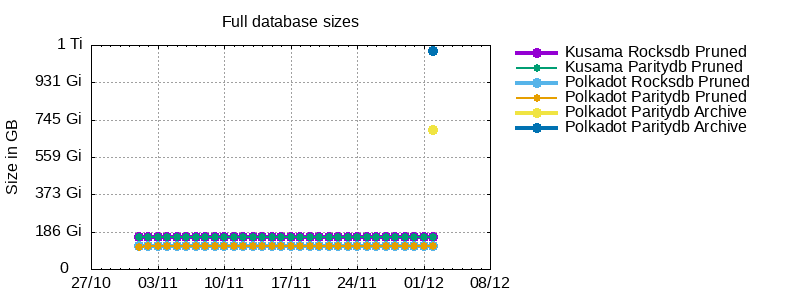 Full database sizes
1 Ti
931 Gi
745 Gi
559 Gi
373 Gi
186 Gi
0
Size in GB
27/10
03/11
10/11
17/11
24/11
01/12
08/12
Kusama Rocksdb Pruned
Kusama Paritydb Pruned
Polkadot Rocksdb Pruned
Polkadot Paritydb Pruned
Polkadot Paritydb Archive
Polkadot Paritydb Archive